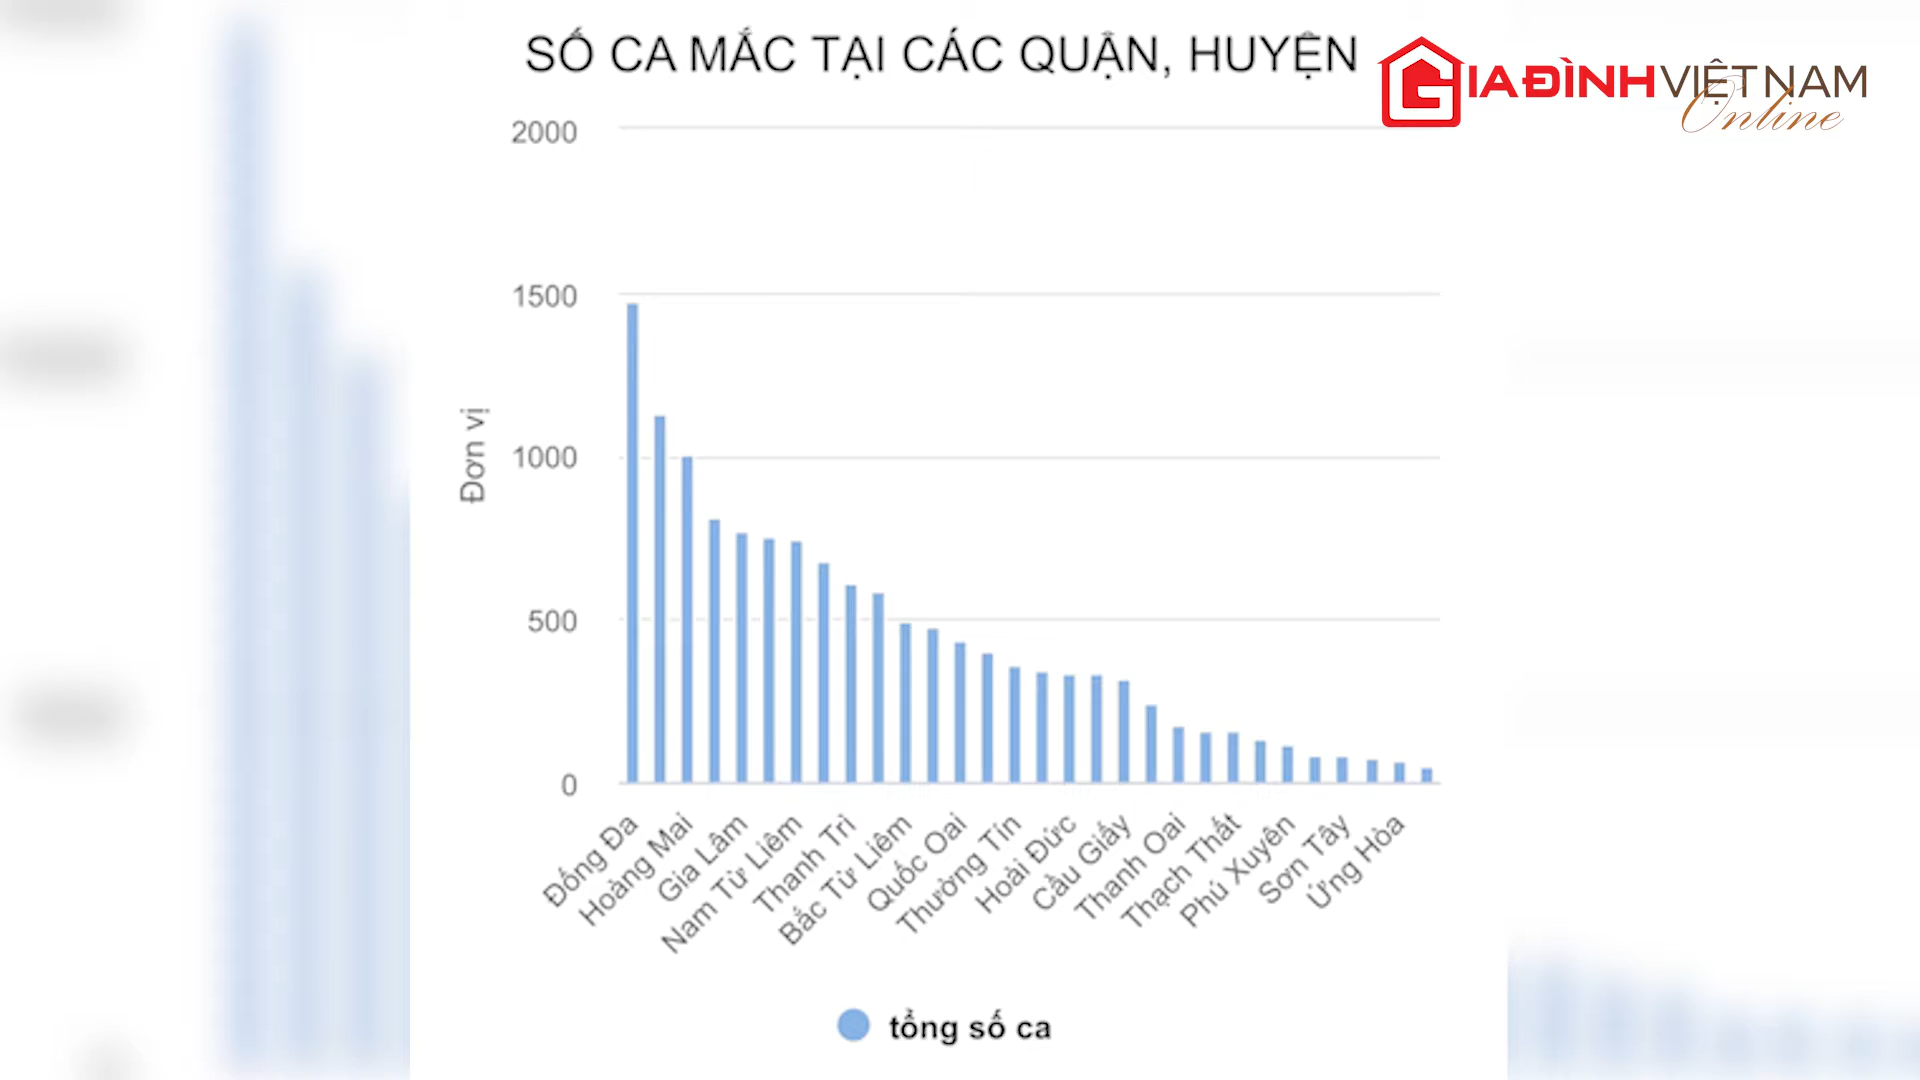 SỐ CA MẮC TẠI CÁC QUẬN, HUYỆN
GIAĐÌNHVIỆTNAM
Online
2000
1500
1000
500
0
Đơn vị
Đống Đa
Hoàng Mai
Gia Lâm
Nam Từ Liêm
Thanh Trì
Bắc Từ Liêm
Quốc Oai
Thường Tín
Hoài Đức
Cầu Giấy
Thanh Oai
Thạch Thất
Phú Xuyên
Sơn Tây
Ứng Hòa
tổng số ca